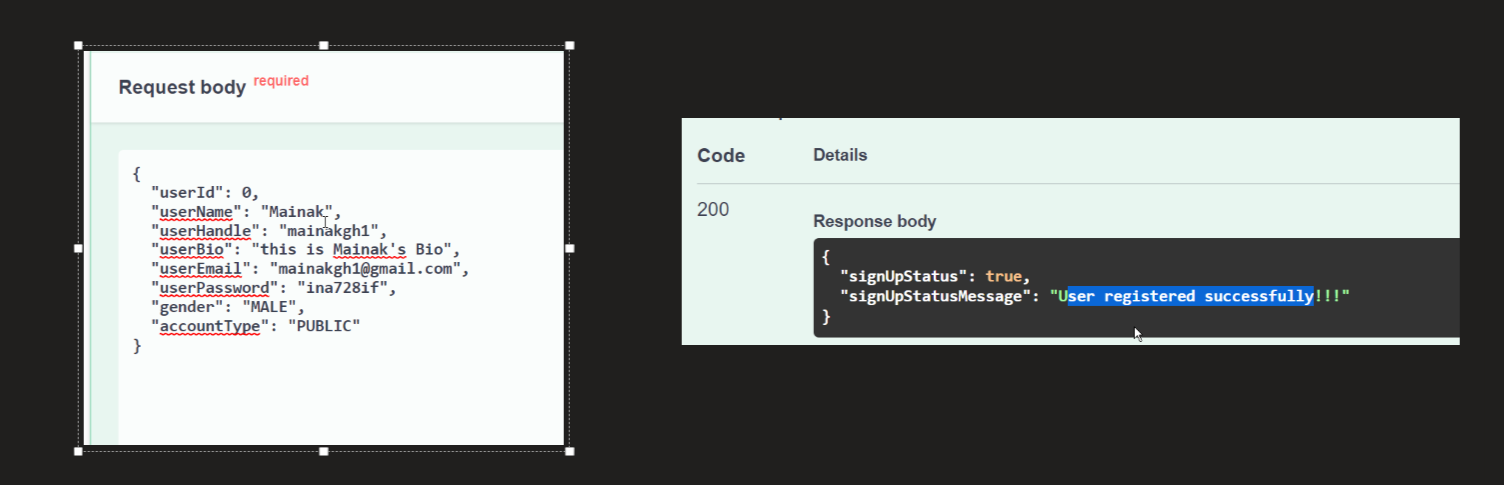 Request body required
{
"userId": 0,
"userName": "Mainak",
"userHandle": "mainakgh1",
"userBio": "this is Mainak's Bio",
"userEmail": "mainakgh1@gmail.com",
"userPassword": "ina728if",
"gender": "MALE",
"accountType": "PUBLIC"
}
Code Details
200
Response body
{
"signUpStatus": true,
"signUpStatusMessage": "User registered successfully!!!"
}